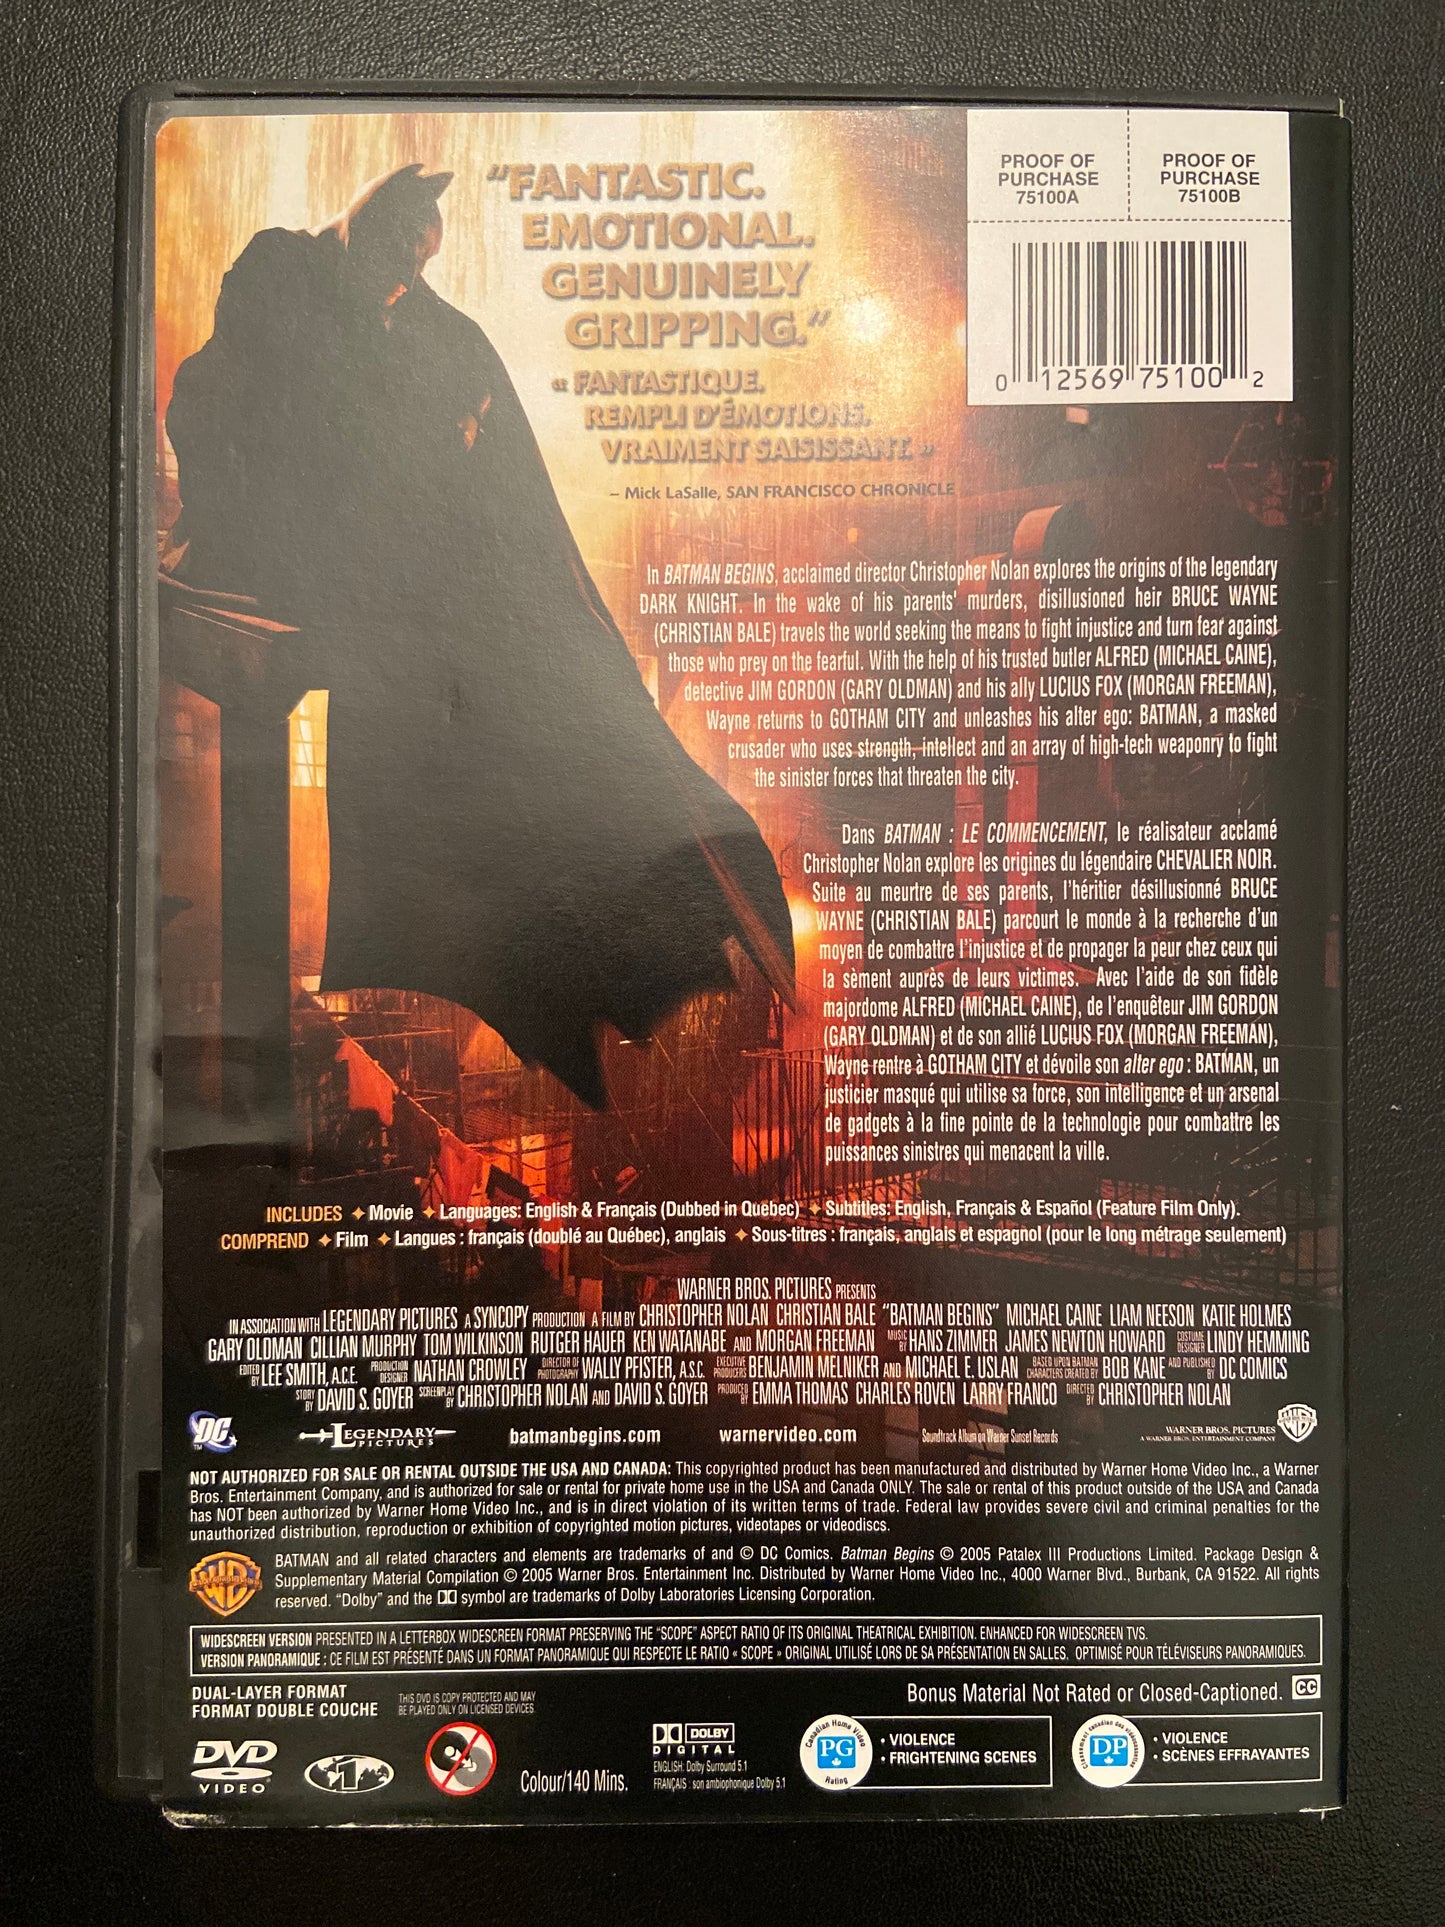 "FANTASTIC.
EMOTIONAL.
GENUINELY
GRIPPING."
« FANTASTIQUE.
REMPLI D'ÉMOTIONS.
VRAIMENT SAISISSANT. »
– Mick LaSalle, SAN FRANCISCO CHRONICLE
PROOF OF
PURCHASE
75100A
PROOF OF
PURCHASE
75100B
0 12569 75100 2
In BATMAN BEGINS, acclaimed director Christopher Nolan explores the origins of the legendary
DARK KNIGHT. In the wake of his parents' murders, disillusioned heir BRUCE WAYNE
(CHRISTIAN BALE) travels the world seeking the means to fight injustice and turn fear against
those who prey on the fearful. With the help of his trusted butler ALFRED (MICHAEL CAINE),
detective JIM GORDON (GARY OLDMAN) and his ally LUCIUS FOX (MORGAN FREEMAN),
Wayne returns to GOTHAM CITY and unleashes his alter ego: BATMAN, a masked
crusader who uses strength, intellect and an array of high-tech weaponry to fight
the sinister forces that threaten the city.
Dans BATMAN : LE COMMENCEMENT, le réalisateur acclamé
Christopher Nolan explore les origines du légendaire CHEVALIER NOIR.
Suite au meurtre de ses parents, l'héritier désillusionné BRUCE
WAYNE (CHRISTIAN BALE) parcourt le monde à la recherche d'un
moyen de combattre l'injustice et de propager la peur chez ceux qui
la sèment auprès de leurs victimes. Avec l'aide de son fidèle
majordome ALFRED (MICHAEL CAINE), de l'enquêteur JIM GORDON
(GARY OLDMAN) et de son allié LUCIUS FOX (MORGAN FREEMAN),
Wayne rentre à GOTHAM CITY et dévoile son alter ego : BATMAN, un
justicier masqué qui utilise sa force, son intelligence et un arsenal
de gadgets à la fine pointe de la technologie pour combattre les
puissances sinistres qui menacent la ville.
INCLUDES ✦ Movie ✦ Languages: English & Français (Dubbed in Québec) ✦ Subtitles: English, Français & Español (Feature Film Only).
COMPREND ✦ Film ✦ Langues : français (doublé au Québec), anglais ✦ Sous-titres : français, anglais et espagnol (pour le long métrage seulement)
WARNER BROS. PICTURES PRESENTS
IN ASSOCIATION WITH LEGENDARY PICTURES A SYNCOPY PRODUCTION A FILM BY CHRISTOPHER NOLAN CHRISTIAN BALE "BATMAN BEGINS" MICHAEL CAINE LIAM NEESON KATIE HOLMES
GARY OLDMAN CILLIAN MURPHY TOM WILKINSON RUTGER HAUER KEN WATANABE AND MORGAN FREEMAN MUSIC BY HANS ZIMMER JAMES NEWTON HOWARD COSTUME DESIGNER LINDY HEMMING
EDITED BY LEE SMITH, A.C.E. PRODUCTION DESIGNER NATHAN CROWLEY DIRECTOR OF PHOTOGRAPHY WALLY PFISTER, A.S.C. EXECUTIVE PRODUCERS BENJAMIN MELNIKER AND MICHAEL E. USLAN BASED UPON BATMAN CHARACTERS CREATED BY BOB KANE AND PUBLISHED BY DC COMICS
STORY BY DAVID S. GOYER SCREENPLAY BY CHRISTOPHER NOLAN AND DAVID S. GOYER PRODUCED BY EMMA THOMAS CHARLES ROVEN LARRY FRANCO DIRECTED BY CHRISTOPHER NOLAN
DC
TM
LEGENDARY
PICTURES
batmanbegins.com
warnervideo.com
Soundtrack Album on Warner Sunset Records
WARNER BROS. PICTURES
A WARNER BROS. ENTERTAINMENT COMPANY
NOT AUTHORIZED FOR SALE OR RENTAL OUTSIDE THE USA AND CANADA: This copyrighted product has been manufactured and distributed by Warner Home Video Inc., a Warner
Bros. Entertainment Company, and is authorized for sale or rental for private home use in the USA and Canada ONLY. The sale or rental of this product outside of the USA and Canada
has NOT been authorized by Warner Home Video Inc., and is in direct violation of its written terms of trade. Federal law provides severe civil and criminal penalties for the
unauthorized distribution, reproduction or exhibition of copyrighted motion pictures, videotapes or videodiscs.
BATMAN and all related characters and elements are trademarks of and © DC Comics. Batman Begins © 2005 Patalex III Productions Limited. Package Design &
Supplementary Material Compilation © 2005 Warner Bros. Entertainment Inc. Distributed by Warner Home Video Inc., 4000 Warner Blvd., Burbank, CA 91522. All rights
reserved. "Dolby" and the DD symbol are trademarks of Dolby Laboratories Licensing Corporation.
WIDESCREEN VERSION PRESENTED IN A LETTERBOX WIDESCREEN FORMAT PRESERVING THE "SCOPE" ASPECT RATIO OF ITS ORIGINAL THEATRICAL EXHIBITION. ENHANCED FOR WIDESCREEN TVS.
VERSION PANORAMIQUE : CE FILM EST PRÉSENTÉ DANS UN FORMAT PANORAMIQUE QUI RESPECTE LE RATIO « SCOPE » ORIGINAL UTILISÉ LORS DE SA PRÉSENTATION EN SALLES. OPTIMISÉ POUR TÉLÉVISEURS PANORAMIQUES.
DUAL-LAYER FORMAT
FORMAT DOUBLE COUCHE
THIS DVD IS COPY PROTECTED AND MAY
BE PLAYED ONLY ON LICENSED DEVICES.
Bonus Material Not Rated or Closed-Captioned. CC
DVD
VIDEO
1
Colour/140 Mins.
DOLBY
DIGITAL
ENGLISH: Dolby Surround 5.1
FRANÇAIS : son ambiophonique Dolby 5.1
Canadian Home Video
PG
Rating
• VIOLENCE
• FRIGHTENING SCENES
Classement canadien des vidéocassettes
DP
• VIOLENCE
• SCÈNES EFFRAYANTES